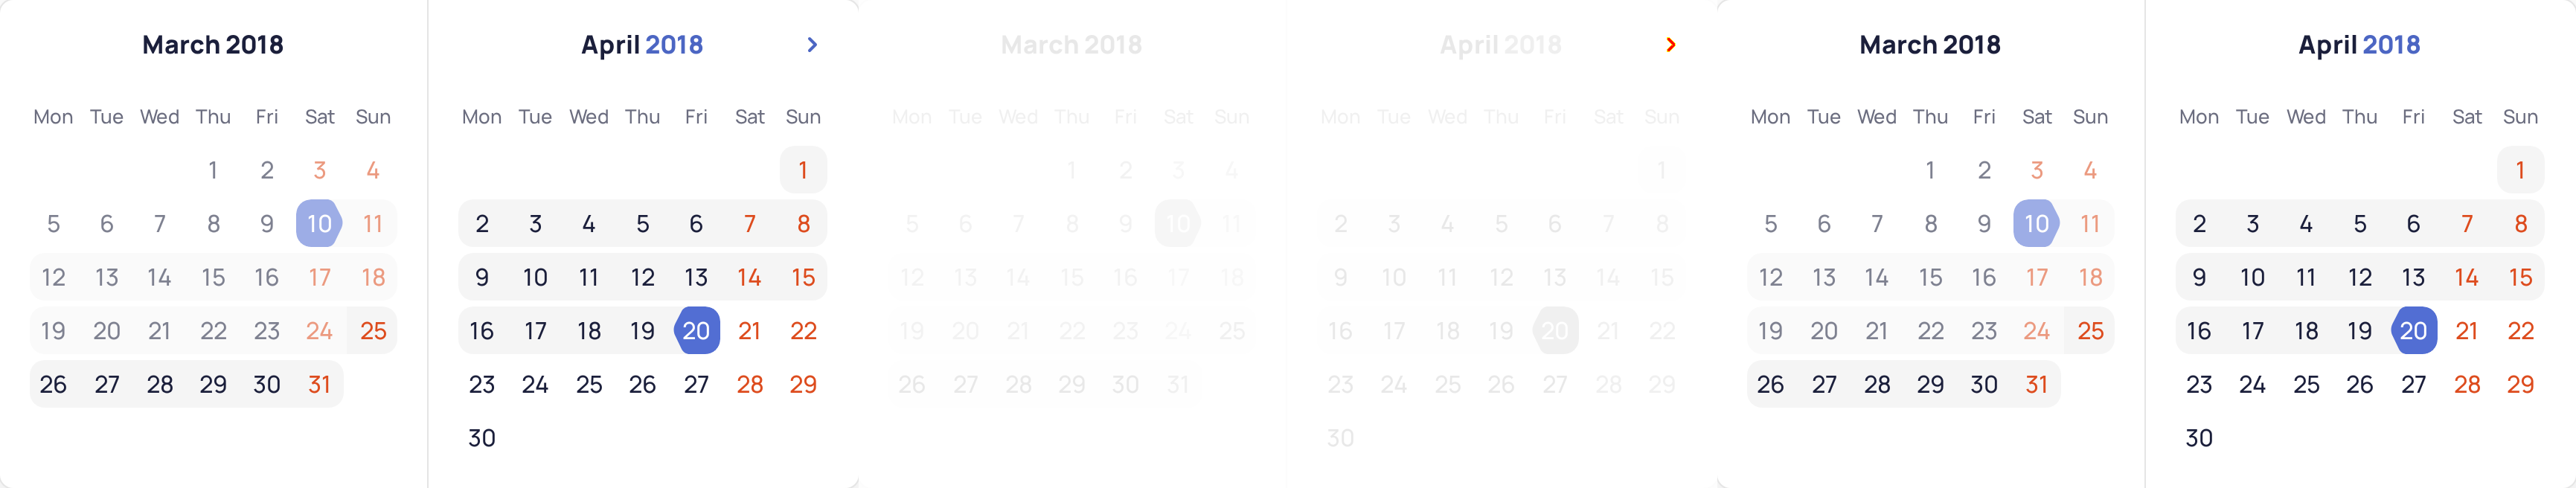 March 2018
Mon Tue Wed Thu Fri Sat Sun
1 2 3 4
5 6 7 8 9 10 11
12 13 14 15 16 17 18
19 20 21 22 23 24 25
26 27 28 29 30 31
April 2018
Mon Tue Wed Thu Fri Sat Sun
1
2 3 4 5 6 7 8
9 10 11 12 13 14 15
16 17 18 19 20 21 22
23 24 25 26 27 28 29
30
March 2018
Mon Tue Wed Thu Fri Sat Sun
1 2 3 4
5 6 7 8 9 10 11
12 13 14 15 16 17 18
19 20 21 22 23 24 25
26 27 28 29 30 31
April 2018
Mon Tue Wed Thu Fri Sat Sun
1
2 3 4 5 6 7 8
9 10 11 12 13 14 15
16 17 18 19 20 21 22
23 24 25 26 27 28 29
30
March 2018
Mon Tue Wed Thu Fri Sat Sun
1 2 3 4
5 6 7 8 9 10 11
12 13 14 15 16 17 18
19 20 21 22 23 24 25
26 27 28 29 30 31
April 2018
Mon Tue Wed Thu Fri Sat Sun
1
2 3 4 5 6 7 8
9 10 11 12 13 14 15
16 17 18 19 20 21 22
23 24 25 26 27 28 29
30